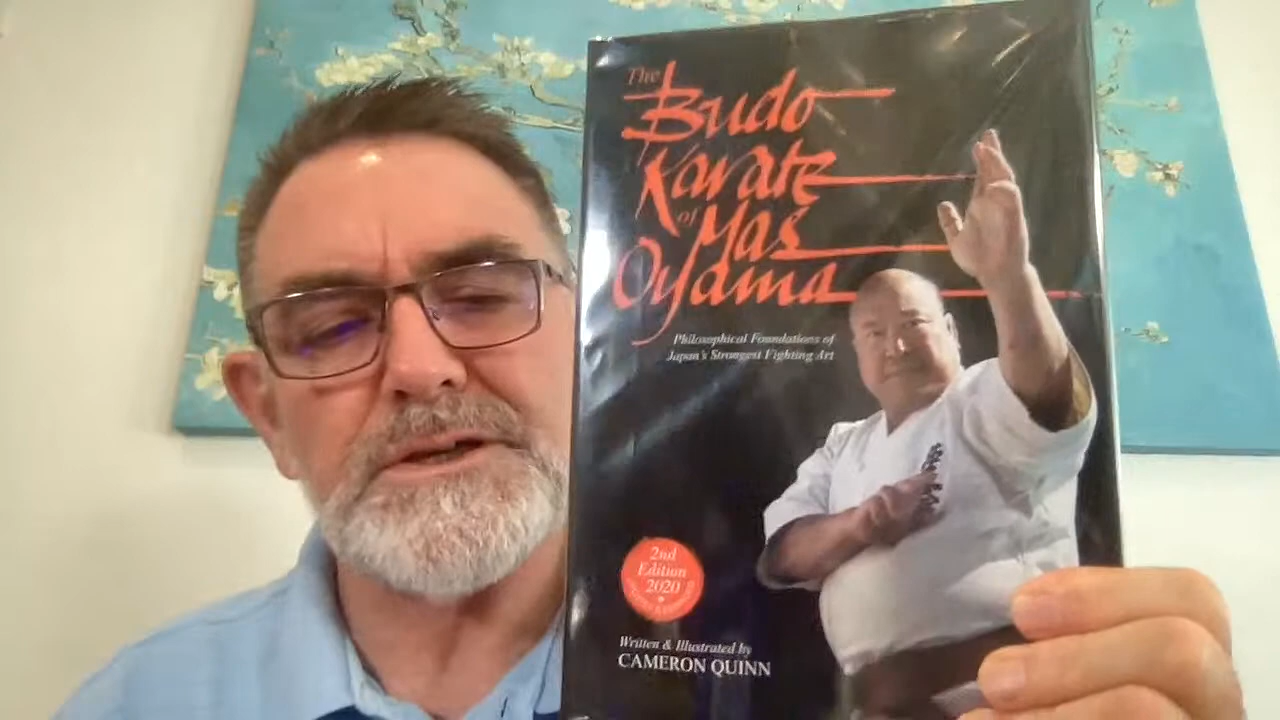 The
Budo
Karate
of Mas
Oyama
Philosophical Foundations of
Japan's Strongest Fighting Art
2nd
Edition
2020
Written & Illustrated by
CAMERON QUINN